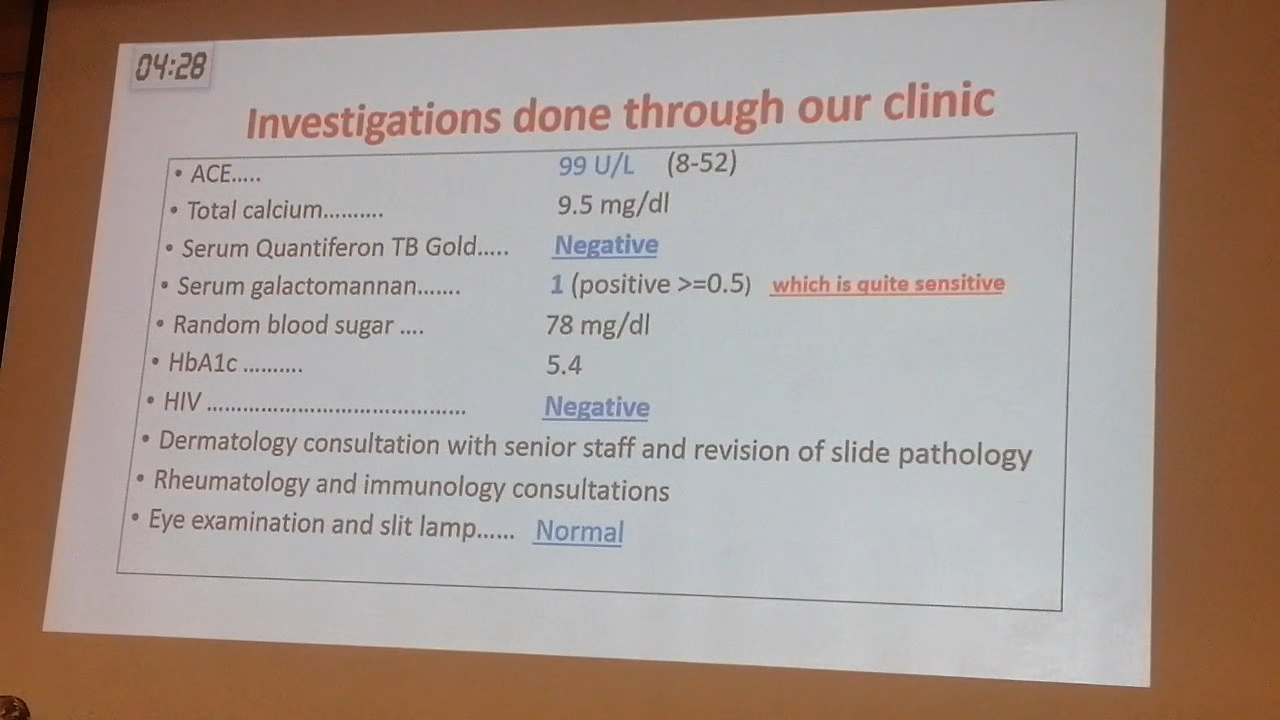 04:28
Investigations done through our clinic
• ACE..... 99 U/L (8-52)
• Total calcium.......... 9.5 mg/dl
• Serum Quantiferon TB Gold..... Negative
• Serum galactomannan....... 1 (positive >=0.5) which is quite sensitive
• Random blood sugar .... 78 mg/dl
• HbA1c .......... 5.4
• HIV .......................................... Negative
• Dermatology consultation with senior staff and revision of slide pathology
• Rheumatology and immunology consultations
• Eye examination and slit lamp...... Normal